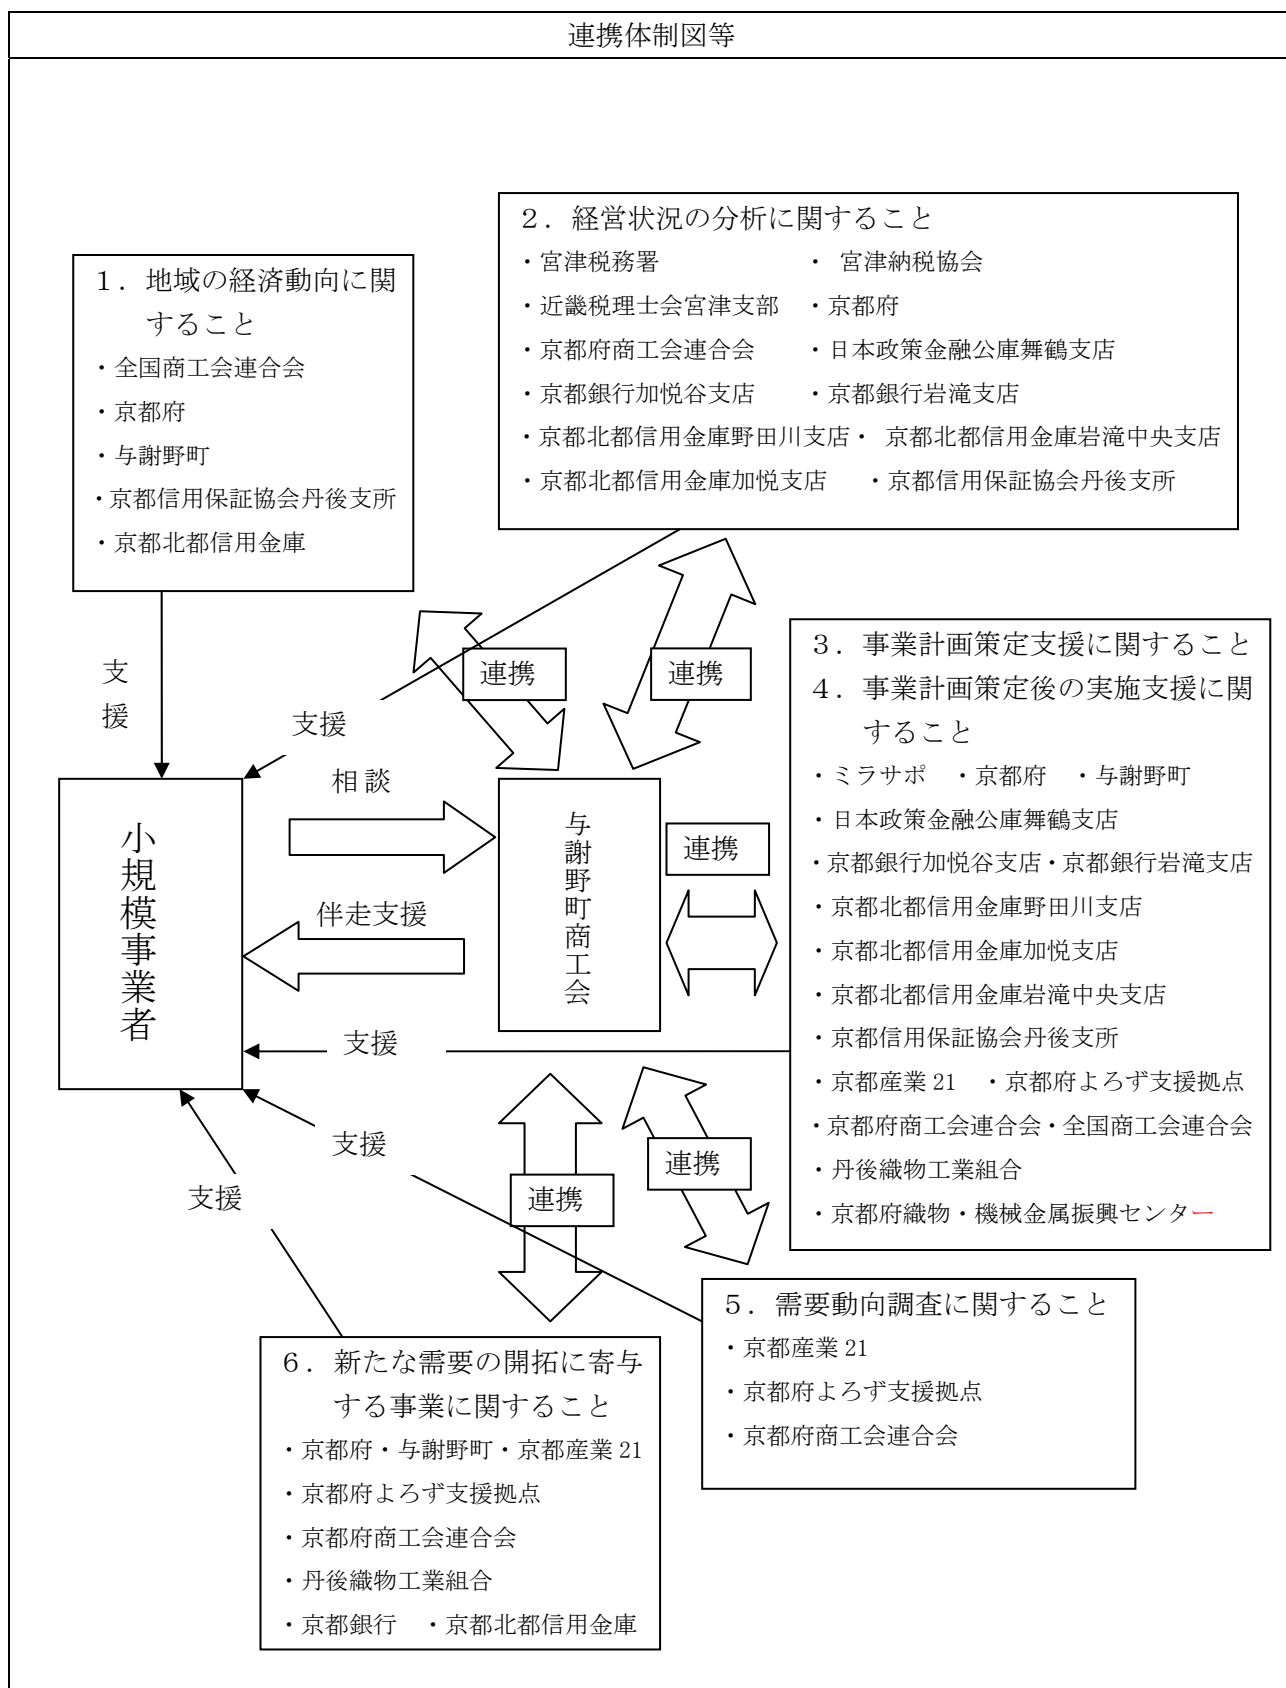 連携体制図等
2．経営状況の分析に関すること
・宮津税務署　・ 宮津納税協会
・近畿税理士会宮津支部　・京都府
・京都府商工会連合会　・日本政策金融公庫舞鶴支店
・京都銀行加悦谷支店　・京都銀行岩滝支店
・京都北都信用金庫野田川支店・ 京都北都信用金庫岩滝中央支店
・京都北都信用金庫加悦支店　・京都信用保証協会丹後支所
1．地域の経済動向に関
すること
・全国商工会連合会
・京都府
・与謝野町
・京都信用保証協会丹後支所
・京都北都信用金庫
支援
連携
連携
支援
相談
小規模事業者
与謝野町商工会
連携
伴走支援
3．事業計画策定支援に関すること
4．事業計画策定後の実施支援に関
すること
・ミラサポ　・京都府　・与謝野町
・日本政策金融公庫舞鶴支店
・京都銀行加悦谷支店・京都銀行岩滝支店
・京都北都信用金庫野田川支店
・京都北都信用金庫加悦支店
・京都北都信用金庫岩滝中央支店
・京都信用保証協会丹後支所
・京都産業 21　・京都府よろず支援拠点
・京都府商工会連合会・全国商工会連合会
・丹後織物工業組合
・京都府織物・機械金属振興センター
支援
支援
支援
連携
連携
5．需要動向調査に関すること
・京都産業 21
・京都府よろず支援拠点
・京都府商工会連合会
6．新たな需要の開拓に寄与
する事業に関すること
・京都府・与謝野町・京都産業 21
・京都府よろず支援拠点
・京都府商工会連合会
・丹後織物工業組合
・京都銀行　・京都北都信用金庫